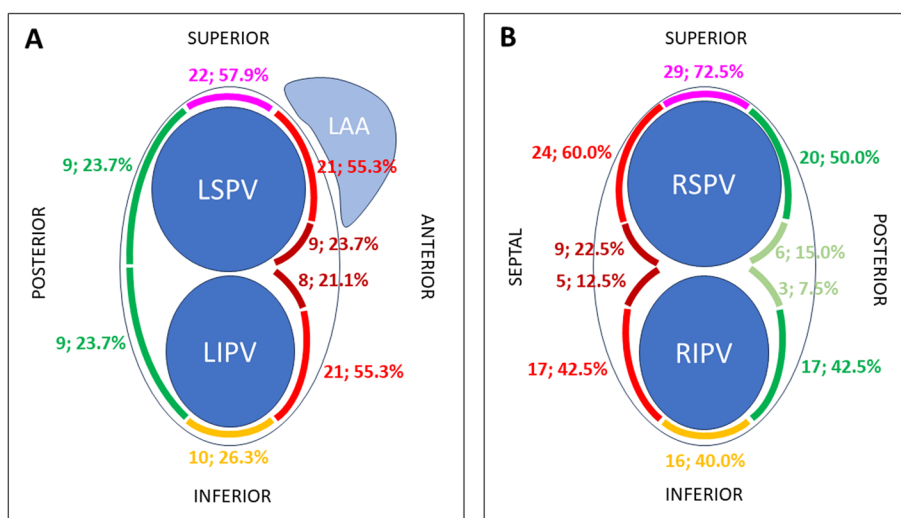 A
SUPERIOR
22; 57.9%
LAA
9; 23.7%
21; 55.3%
LSPV
POSTERIOR
ANTERIOR
9; 23.7%
8; 21.1%
9; 23.7%
LIPV
21; 55.3%
10; 26.3%
INFERIOR
B
SUPERIOR
29; 72.5%
24; 60.0%
20; 50.0%
RSPV
SEPTAL
POSTERIOR
9; 22.5%
6; 15.0%
5; 12.5%
3; 7.5%
RIPV
17; 42.5%
17; 42.5%
16; 40.0%
INFERIOR